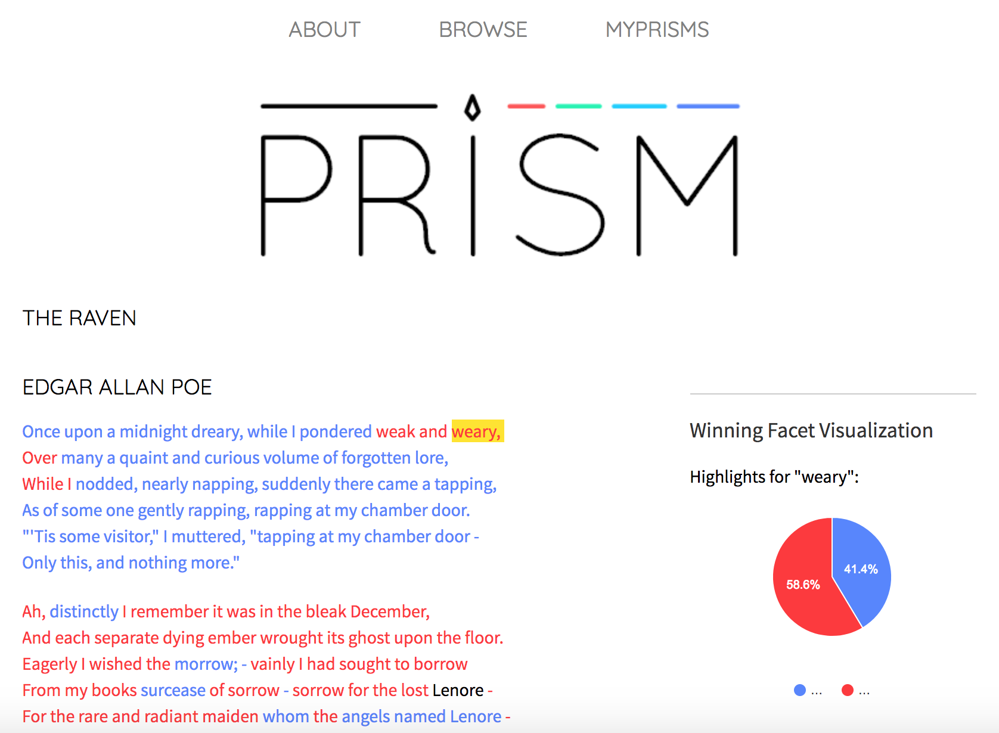 ABOUT BROWSE MYPRISMS
PRISM
THE RAVEN
EDGAR ALLAN POE
Once upon a midnight dreary, while I pondered weak and weary,
Over many a quaint and curious volume of forgotten lore,
While I nodded, nearly napping, suddenly there came a tapping,
As of some one gently rapping, rapping at my chamber door.
"'Tis some visitor," I muttered, "tapping at my chamber door -
Only this, and nothing more."
Ah, distinctly I remember it was in the bleak December,
And each separate dying ember wrought its ghost upon the floor.
Eagerly I wished the morrow; - vainly I had sought to borrow
From my books surcease of sorrow - sorrow for the lost Lenore -
For the rare and radiant maiden whom the angels named Lenore -
Winning Facet Visualization
Highlights for "weary":
41.4%
58.6%
... ...